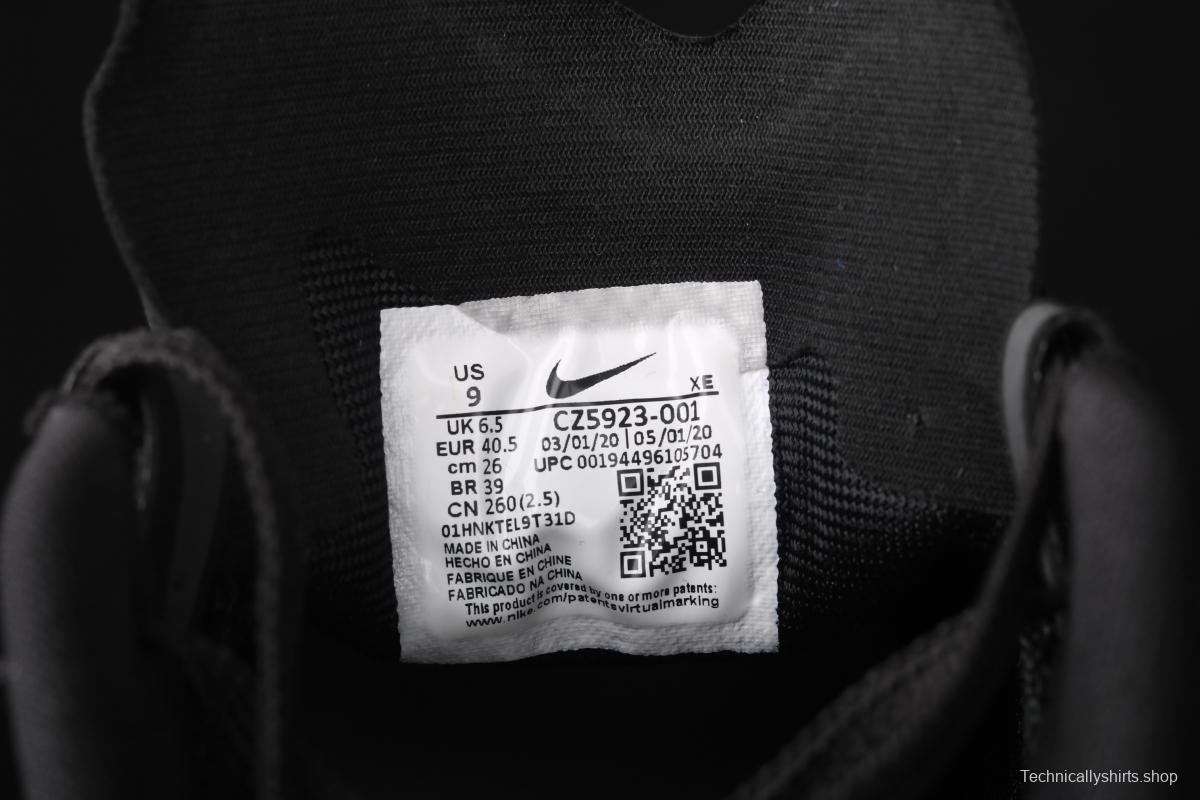 US
9
XE
UK 6.5
CZ5923-001
EUR 40.5
03/01/20 | 05/01/20
cm 26
UPC 00194496105704
BR 39
CN 260(2.5)
01HNKTEL9T31D
MADE IN CHINA
HECHO EN CHINA
FABRIQUE EN CHINE
FABRICADO NA CHINA
This product is covered by one or more patents:
www.nike.com/patentsvirtualmarking
Technicallyshirts.shop